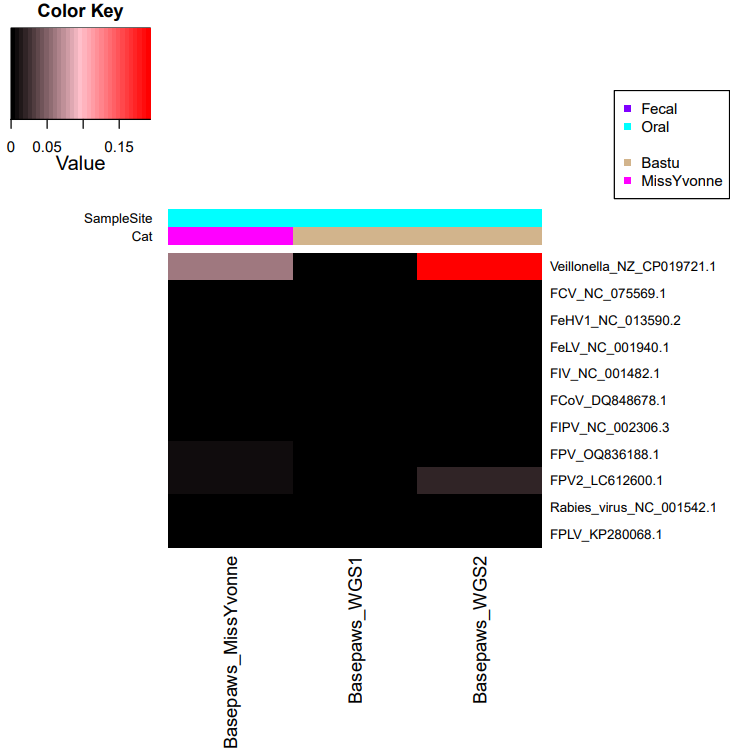 Color Key
0 0.05 0.15
Value
Fecal
Oral
Bastu
MissYvonne
SampleSite
Cat
Veillonella_NZ_CP019721.1
FCV_NC_075569.1
FeHV1_NC_013590.2
FeLV_NC_001940.1
FIV_NC_001482.1
FCoV_DQ848678.1
FIPV_NC_002306.3
FPV_OQ836188.1
FPV2_LC612600.1
Rabies_virus_NC_001542.1
FPLV_KP280068.1
Basepaws_MissYvonne
Basepaws_WGS1
Basepaws_WGS2